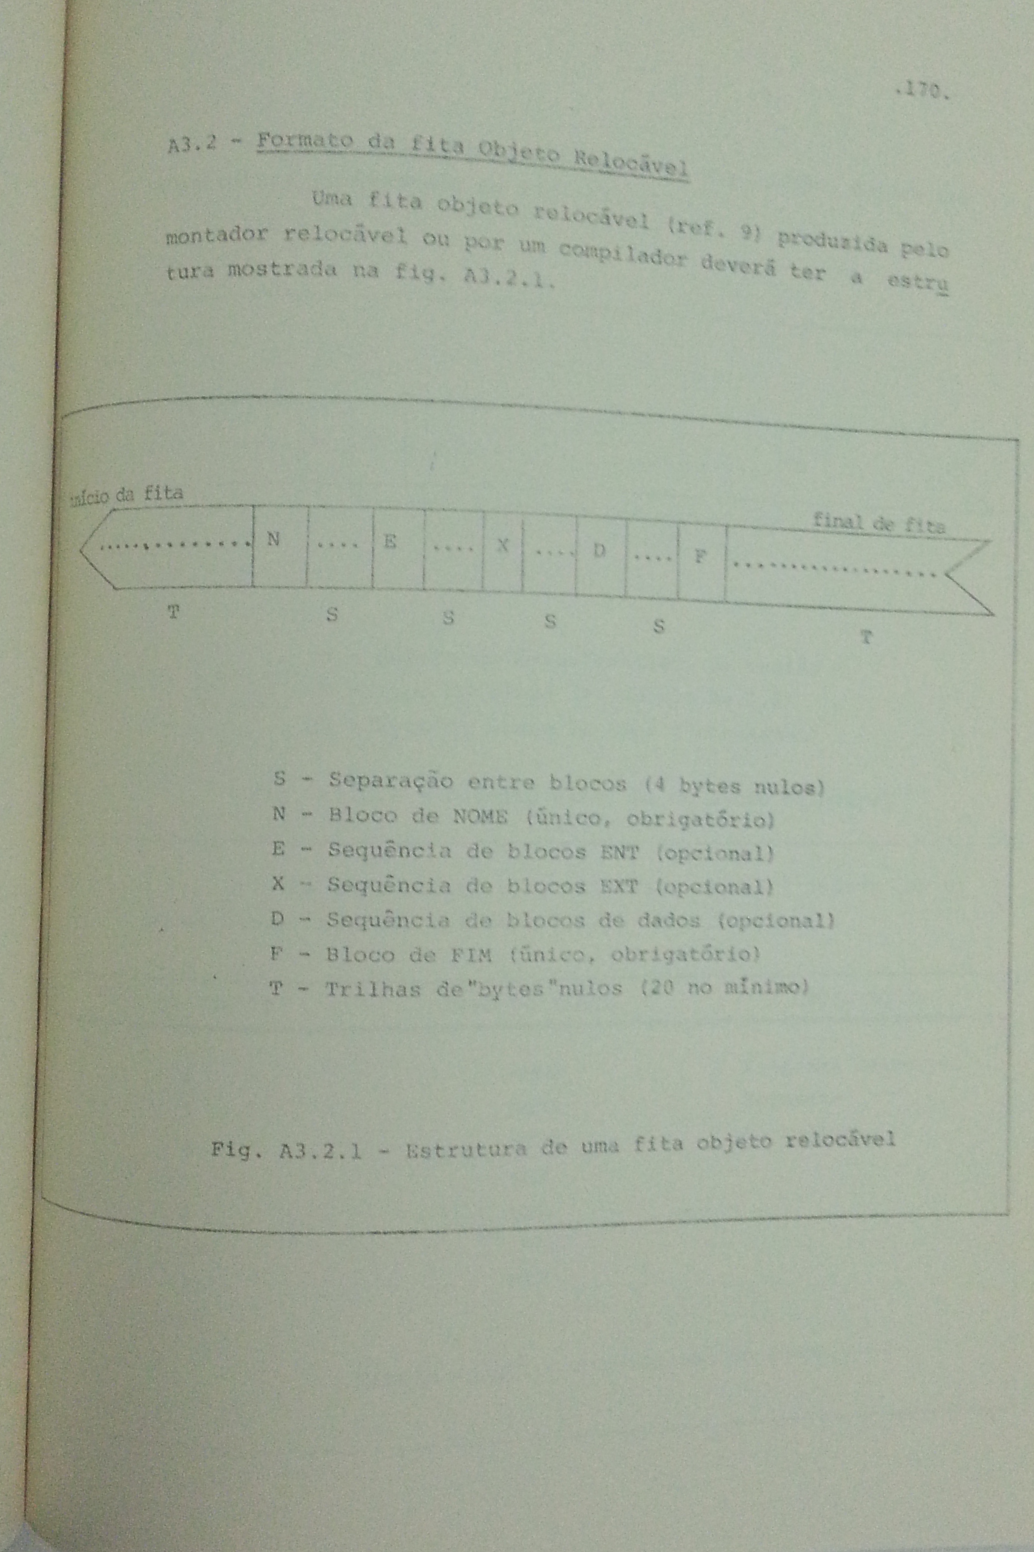 .170.
A3.2 - Formato da fita Objeto Relocável
Uma fita objeto relocável (ref. 9) produzida pelo
montador relocável ou por um compilador deverá ter a estru
tura mostrada na fig. A3.2.1.
início da fita
final de fita
.............. N .... E .... X .... D .... F ....................
T S S S S T
S - Separação entre blocos (4 bytes nulos)
N - Bloco de NOME (único, obrigatório)
E - Sequência de blocos ENT (opcional)
X - Sequência de blocos EXT (opcional)
D - Sequência de blocos de dados (opcional)
F - Bloco de FIM (único, obrigatório)
T - Trilhas de "bytes" nulos (20 no mínimo)
Fig. A3.2.1 - Estrutura de uma fita objeto relocável